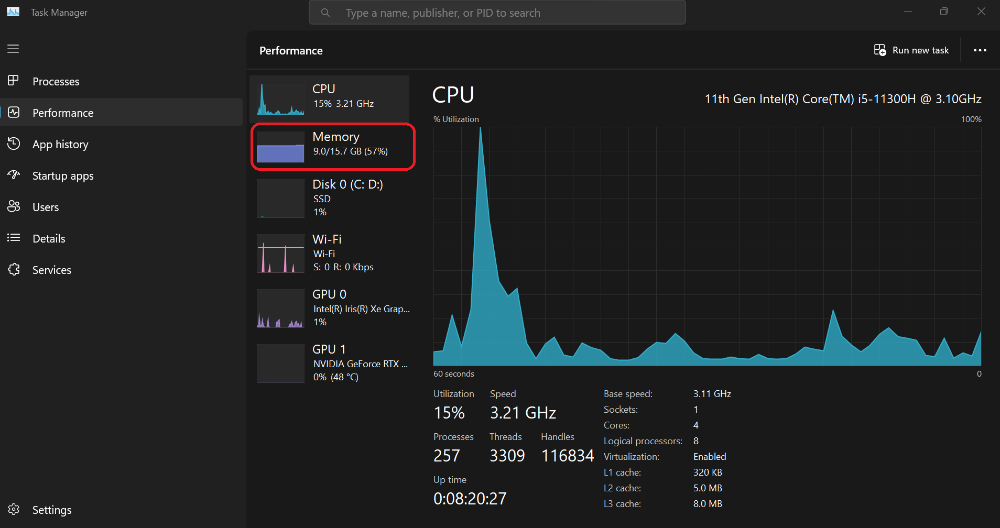 Task Manager
Type a name, publisher, or PID to search
Processes
Performance
App history
Startup apps
Users
Details
Services
Settings
Performance
Run new task
CPU
15% 3.21 GHz
Memory
9.0/15.7 GB (57%)
Disk 0 (C: D:)
SSD
1%
Wi-Fi
Wi-Fi
S: 0 R: 0 Kbps
GPU 0
Intel(R) Iris(R) Xe Grap...
1%
GPU 1
NVIDIA GeForce RTX ...
0% (48 °C)
CPU
11th Gen Intel(R) Core(TM) i5-11300H @ 3.10GHz
% Utilization
100%
60 seconds
0
Utilization
15%
Speed
3.21 GHz
Processes
257
Threads
3309
Handles
116834
Up time
0:08:20:27
Base speed: 3.11 GHz
Sockets: 1
Cores: 4
Logical processors: 8
Virtualization: Enabled
L1 cache: 320 KB
L2 cache: 5.0 MB
L3 cache: 8.0 MB